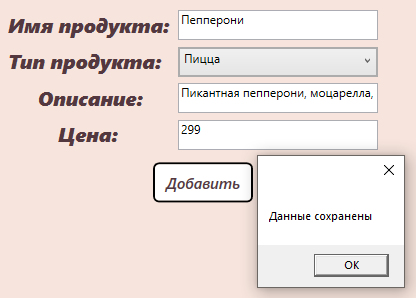 Имя продукта: Пепперони
Тип продукта: Пицца
Описание: Пикантная пепперони, моцарелла,
Цена: 299
Добавить
Данные сохранены
OK